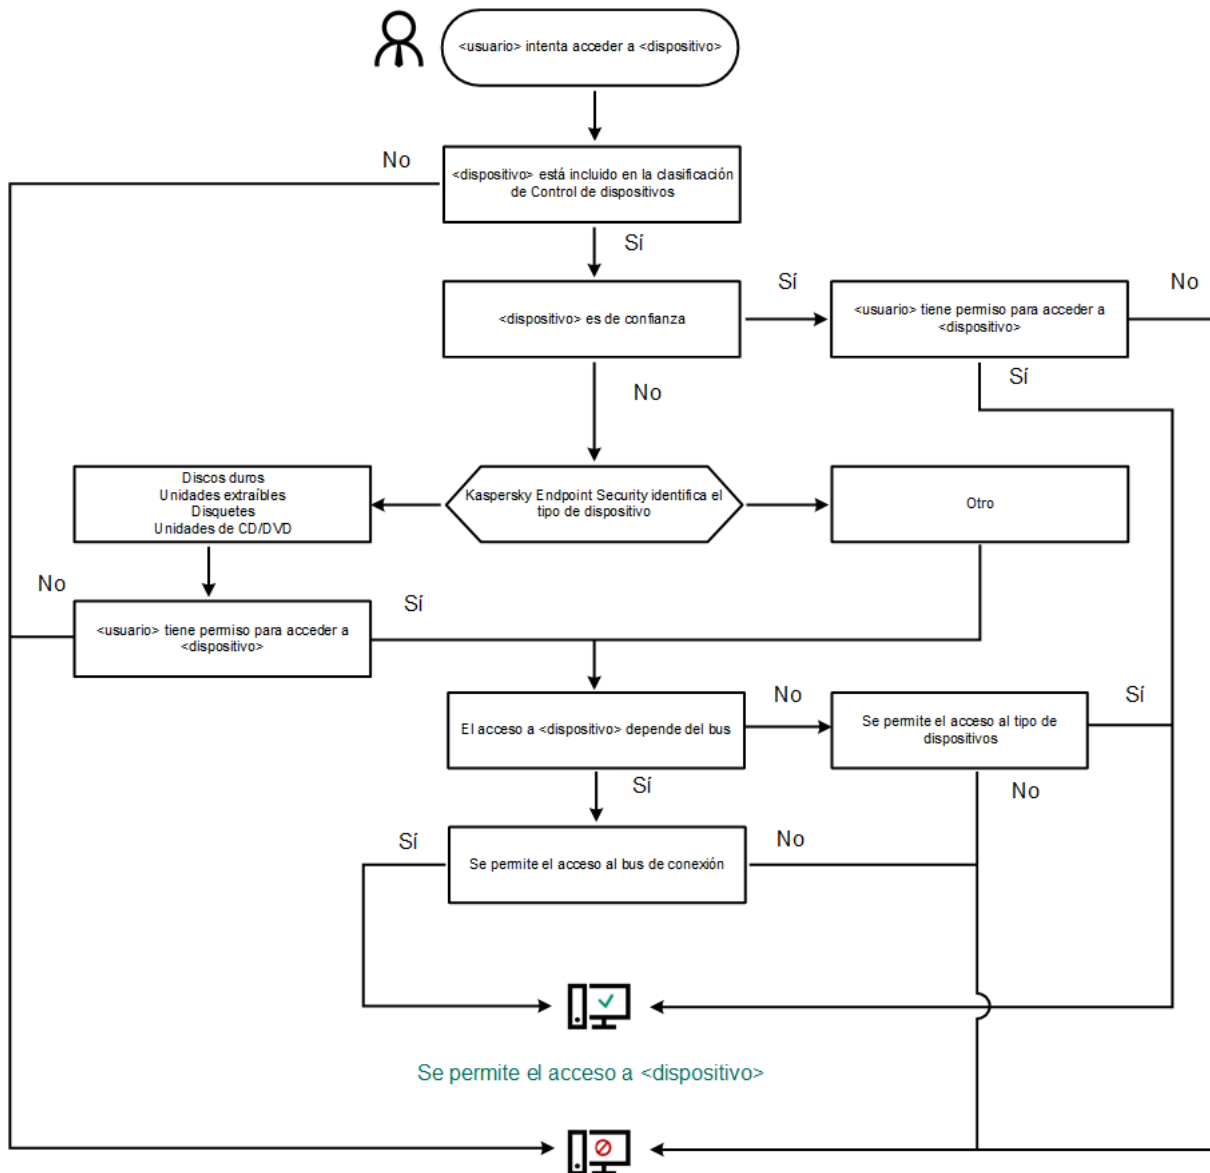 <usuario> intenta acceder a <dispositivo>
No
<dispositivo> está incluido en la clasificación
de Control de dispositivos
Sí
<dispositivo> es de confianza
Sí
<usuario> tiene permiso para acceder a
<dispositivo>
No
No
Sí
Discos duros
Unidades extraíbles
Disquetes
Unidades de CD/DVD
Kaspersky Endpoint Security identifica el
tipo de dispositivo
Otro
No
<usuario> tiene permiso para acceder a
<dispositivo>
Sí
El acceso a <dispositivo> depende del bus
No
Se permite el acceso al tipo de
dispositivos
Sí
Sí
No
Sí
Se permite el acceso al bus de conexión
No
Se permite el acceso a <dispositivo>